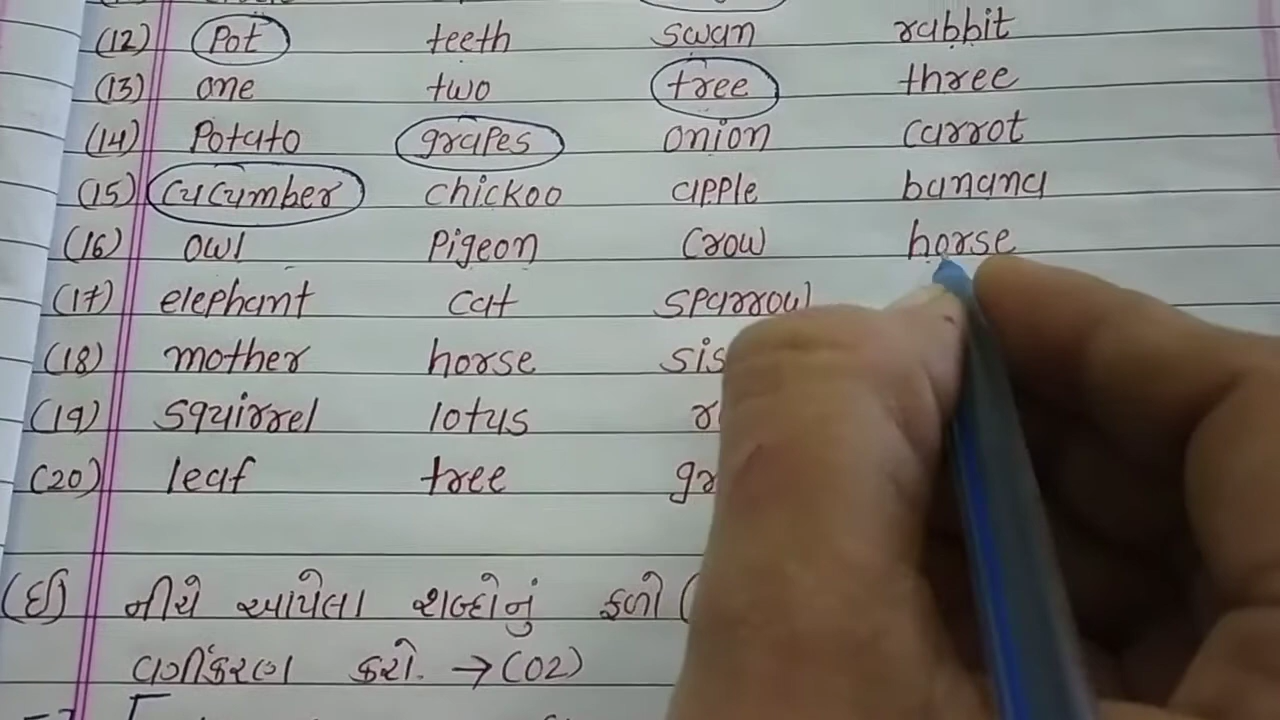 (12) Pot teeth swan rabbit
(13) one two tree three
(14) Potato grapes onion carrot
(15) cucumber chickoo apple banana
(16) owl Pigeon crow horse
(17) elephant cat sparrow
(18) mother horse
(19) squirrel lotus
(20) leaf tree
(ઈ) નીચે આપેલા શબ્દોનું ફળો
વર્ગીકરણ કરો. → (02)